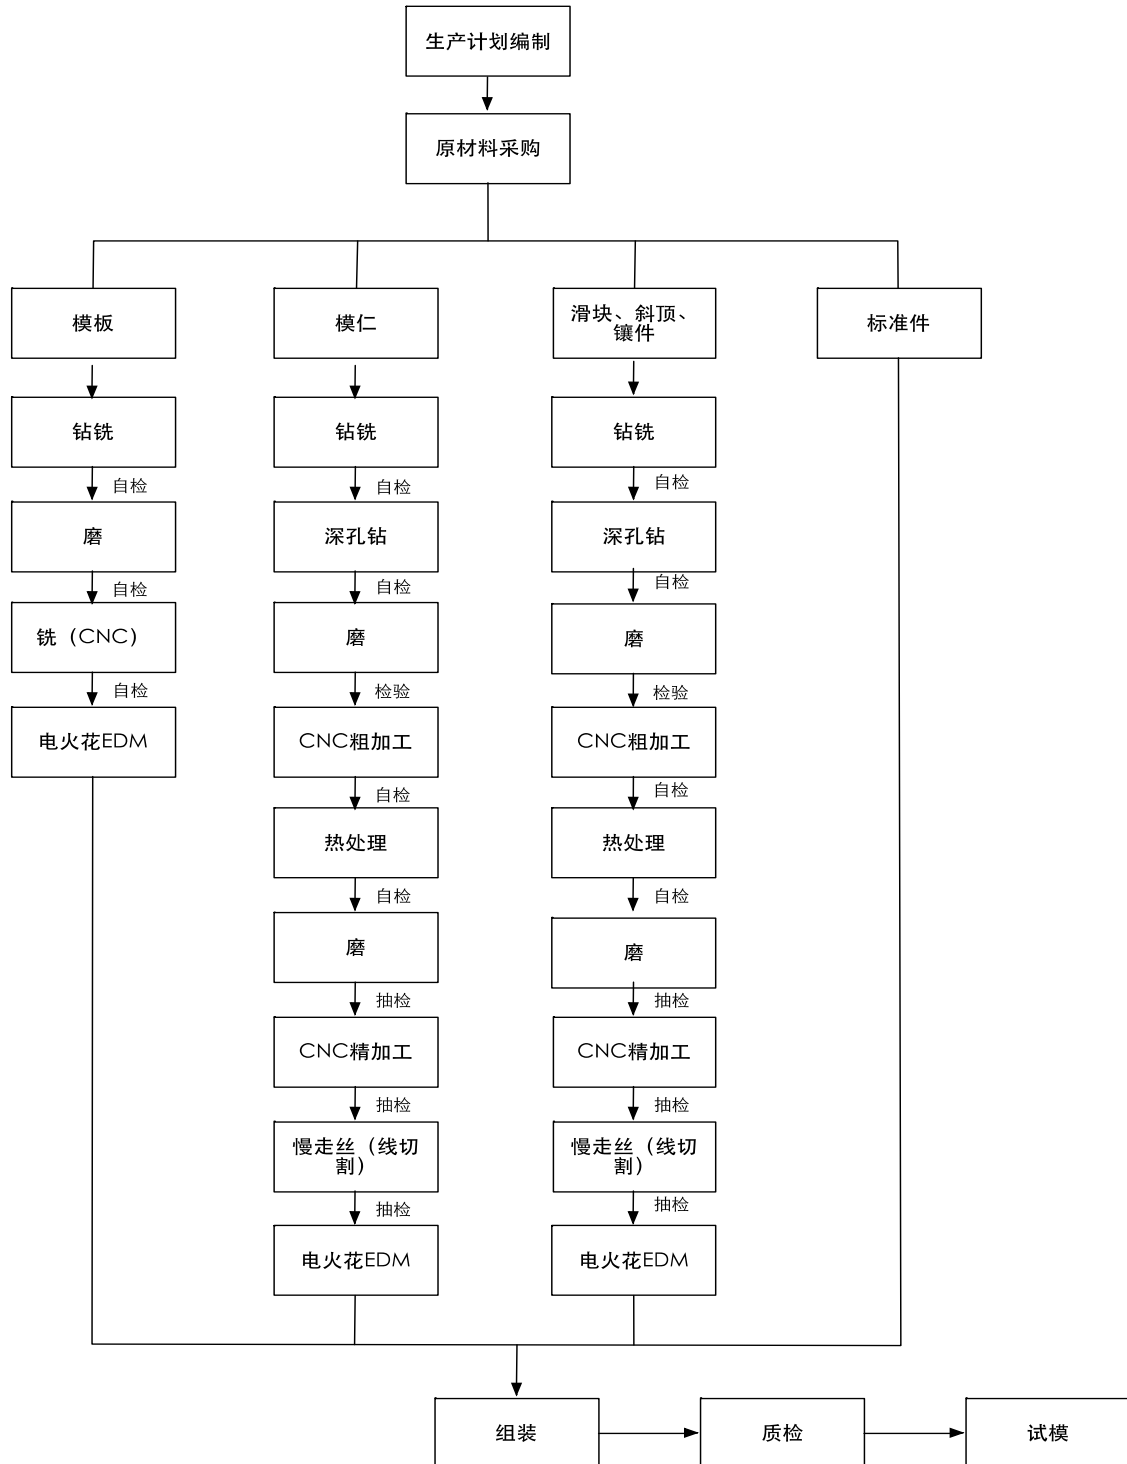 生产计划编制
原材料采购
模板
模仁
滑块、斜顶、
镶件
标准件
钻铣
钻铣
钻铣
自检
自检
自检
磨
深孔钻
深孔钻
自检
自检
自检
铣（CNC）
磨
磨
自检
检验
检验
电火花EDM
CNC粗加工
CNC粗加工
自检
自检
热处理
热处理
自检
自检
磨
磨
抽检
抽检
CNC精加工
CNC精加工
抽检
抽检
慢走丝（线切
割）
慢走丝（线切
割）
抽检
抽检
电火花EDM
电火花EDM
组装
质检
试模